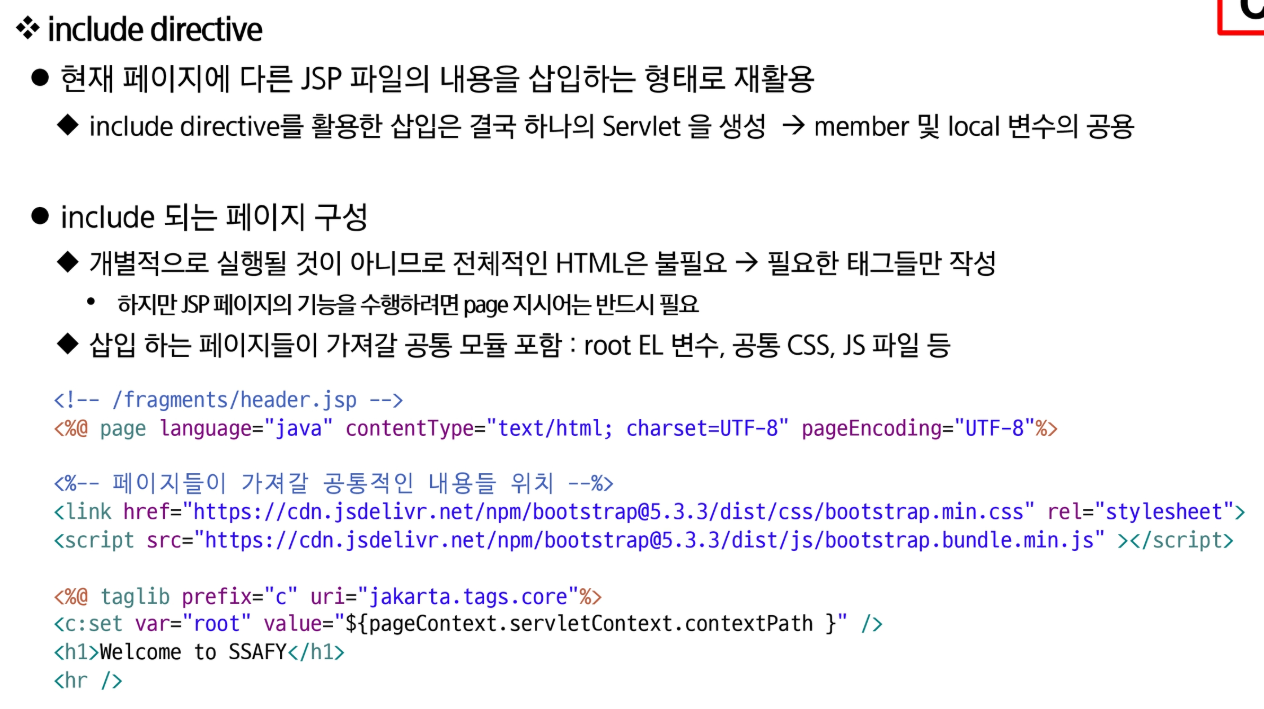 ❖ include directive
● 현재 페이지에 다른 JSP 파일의 내용을 삽입하는 형태로 재활용
◆ include directive를 활용한 삽입은 결국 하나의 Servlet 을 생성 → member 및 local 변수의 공용
● include 되는 페이지 구성
◆ 개별적으로 실행될 것이 아니므로 전체적인 HTML은 불필요 → 필요한 태그들만 작성
• 하지만 JSP 페이지의 기능을 수행하려면 page 지시어는 반드시 필요
◆ 삽입 하는 페이지들이 가져갈 공통 모듈 포함 : root EL 변수, 공통 CSS, JS 파일 등
<!-- /fragments/header.jsp -->
<%@ page language="java" contentType="text/html; charset=UTF-8" pageEncoding="UTF-8"%>
<%-- 페이지들이 가져갈 공통적인 내용들 위치 --%>
<link href="https://cdn.jsdelivr.net/npm/bootstrap@5.3.3/dist/css/bootstrap.min.css" rel="stylesheet">
<script src="https://cdn.jsdelivr.net/npm/bootstrap@5.3.3/dist/js/bootstrap.bundle.min.js" ></script>
<%@ taglib prefix="c" uri="jakarta.tags.core"%>
<c:set var="root" value="${pageContext.servletContext.contextPath }" />
<h1>Welcome to SSAFY</h1>
<hr />